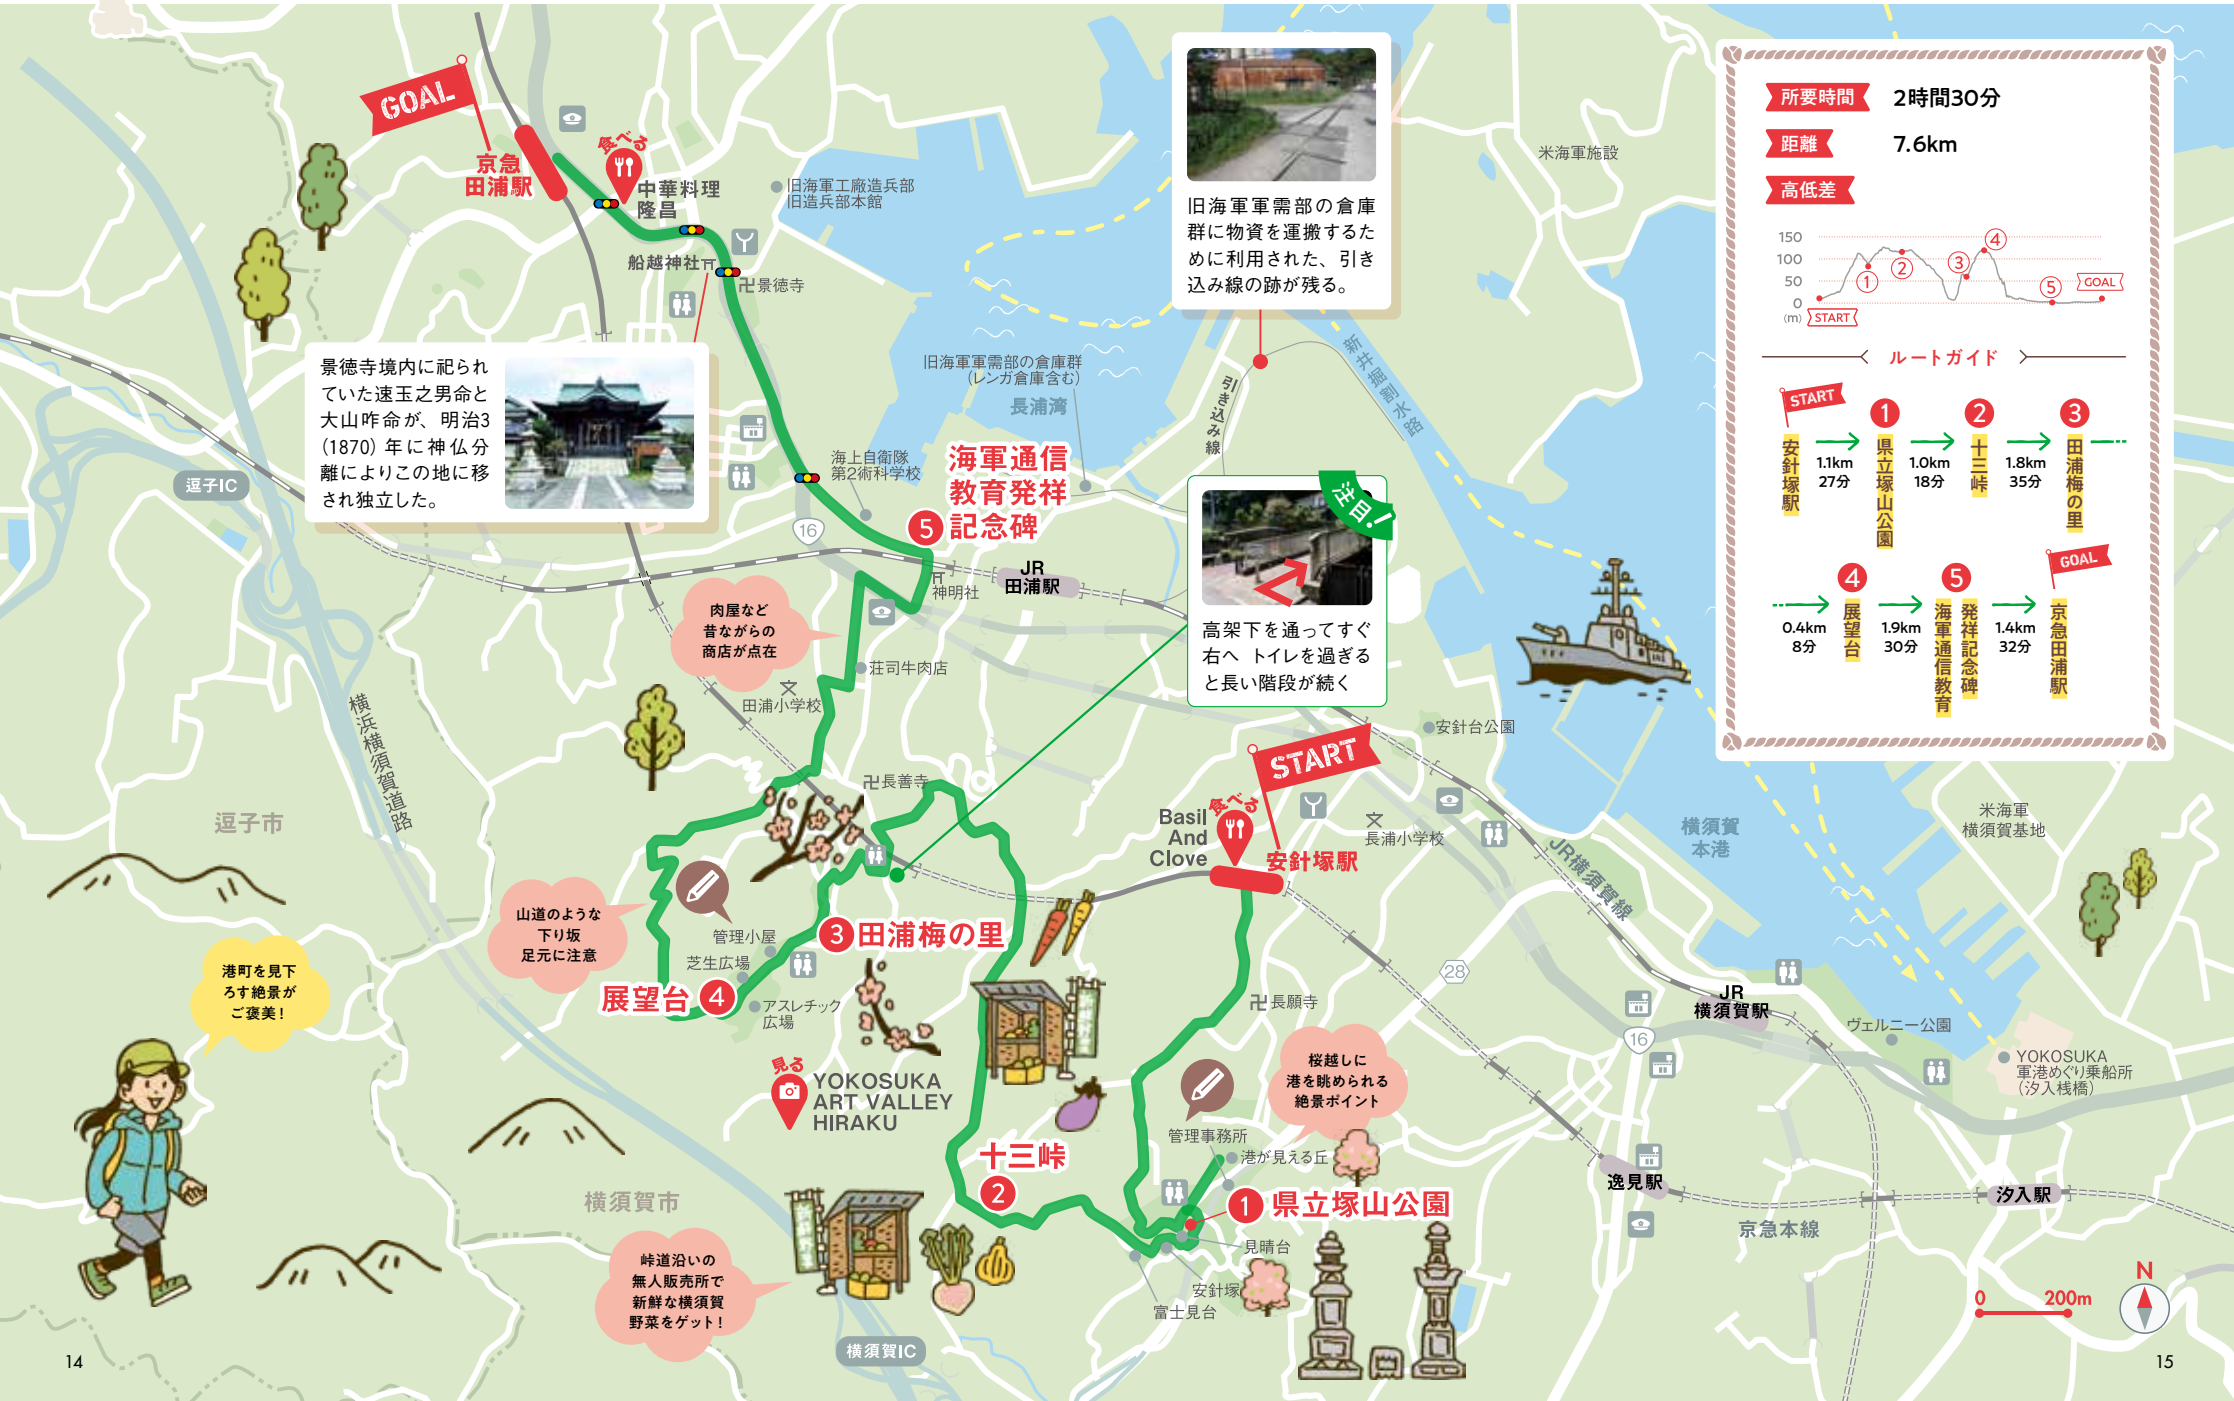 GOAL
京急
田浦駅
食べる
中華料理
隆昌
旧海軍工廠造兵部
旧造兵部本館
船越神社
卍景徳寺
景徳寺境内に祀られ
ていた速玉之男命と
大山咋命が、明治3
(1870)年に神仏分
離によりこの地に移
され独立した。
旧海軍軍需部の倉庫
群に物資を運搬するた
めに利用された、引き
込み線の跡が残る。
米海軍施設
旧海軍軍需部の倉庫群
(レンガ倉庫含む)
長浦湾
引き込み線
新井掘割水路
逗子IC
海上自衛隊
第2術科学校
16
5
海軍通信
教育発祥
記念碑
神明社
JR
田浦駅
肉屋など
昔ながらの
商店が点在
荘司牛肉店
文
田浦小学校
注目!
高架下を通ってすぐ
右へ トイレを過ぎる
と長い階段が続く
安針台公園
START
食べる
Basil
And
Clove
安針塚駅
文
長浦小学校
卍長善寺
横浜横須賀道路
逗子市
港町を見下
ろす絶景が
ご褒美!
山道のような
下り坂
足元に注意
管理小屋
芝生広場
3 田浦梅の里
展望台 4
アスレチック
広場
見る
YOKOSUKA
ART VALLEY
HIRAKU
新鮮野菜
卍長願寺
28
桜越しに
港を眺められる
絶景ポイント
管理事務所
港が見える丘
十三峠
2
1 県立塚山公園
見晴台
安針塚
富士見台
横須賀市
峠道沿いの
無人販売所で
新鮮な横須賀
野菜をゲット!
新鮮野菜
横須賀IC
JR横須賀線
横須賀
本港
米海軍
横須賀基地
JR
横須賀駅
16
ヴェルニー公園
YOKOSUKA
軍港めぐり乗船所
(汐入桟橋)
逸見駅
汐入駅
京急本線
0 200m
N
14
15
所要時間 2時間30分
距離 7.6km
高低差
150
100
50
0
(m)
START
1
2
3
4
5
GOAL
ルートガイド
START
安針塚駅
1.1km
27分
1
県立塚山公園
1.0km
18分
2
十三峠
1.8km
35分
3
田浦梅の里
0.4km
8分
4
展望台
1.9km
30分
5
海軍通信教育
発祥記念碑
1.4km
32分
GOAL
京急田浦駅